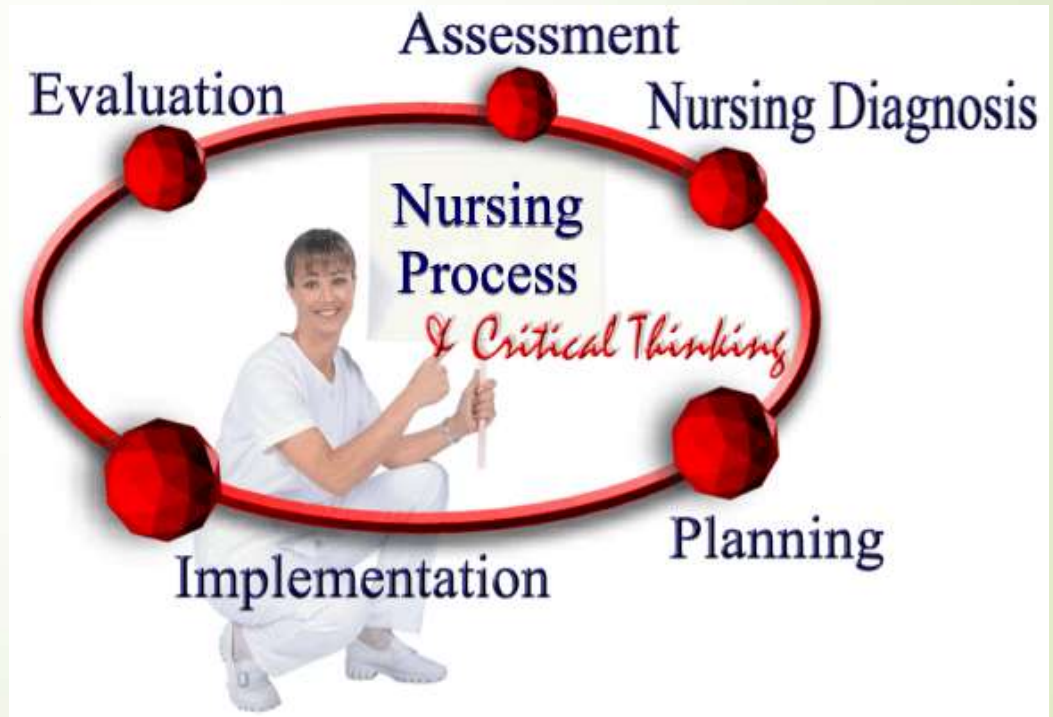 Assessment
Evaluation
Nursing Diagnosis
Nursing
Process
& Critical Thinking
Planning
Implementation